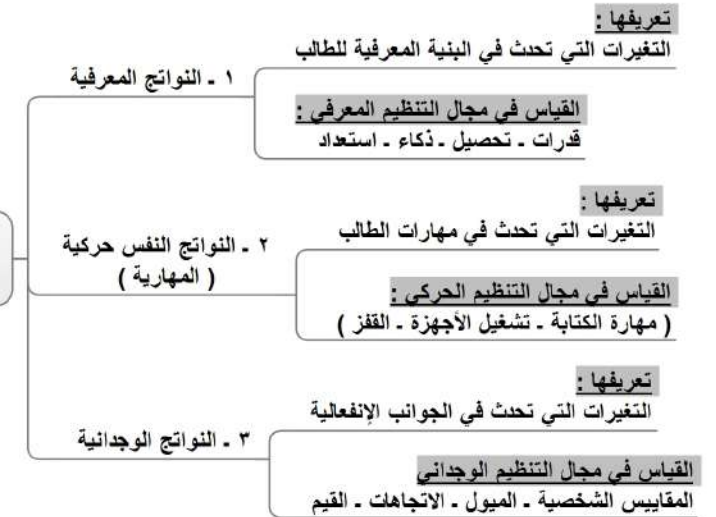 ١ ـ النواتج المعرفية
تعريفها :
التغيرات التي تحدث في البنية المعرفية للطالب
القياس في مجال التنظيم المعرفي :
قدرات ـ تحصيل ـ ذكاء ـ استعداد
٢ ـ النواتج النفس حركية
( المهارية )
تعريفها :
التغيرات التي تحدث في مهارات الطالب
القياس في مجال التنظيم الحركي :
( مهارة الكتابة ـ تشغيل الأجهزة ـ القفز )
٣ ـ النواتج الوجدانية
تعريفها :
التغيرات التي تحدث في الجوانب الإنفعالية
القياس في مجال التنظيم الوجداني
المقاييس الشخصية ـ الميول ـ الاتجاهات ـ القيم